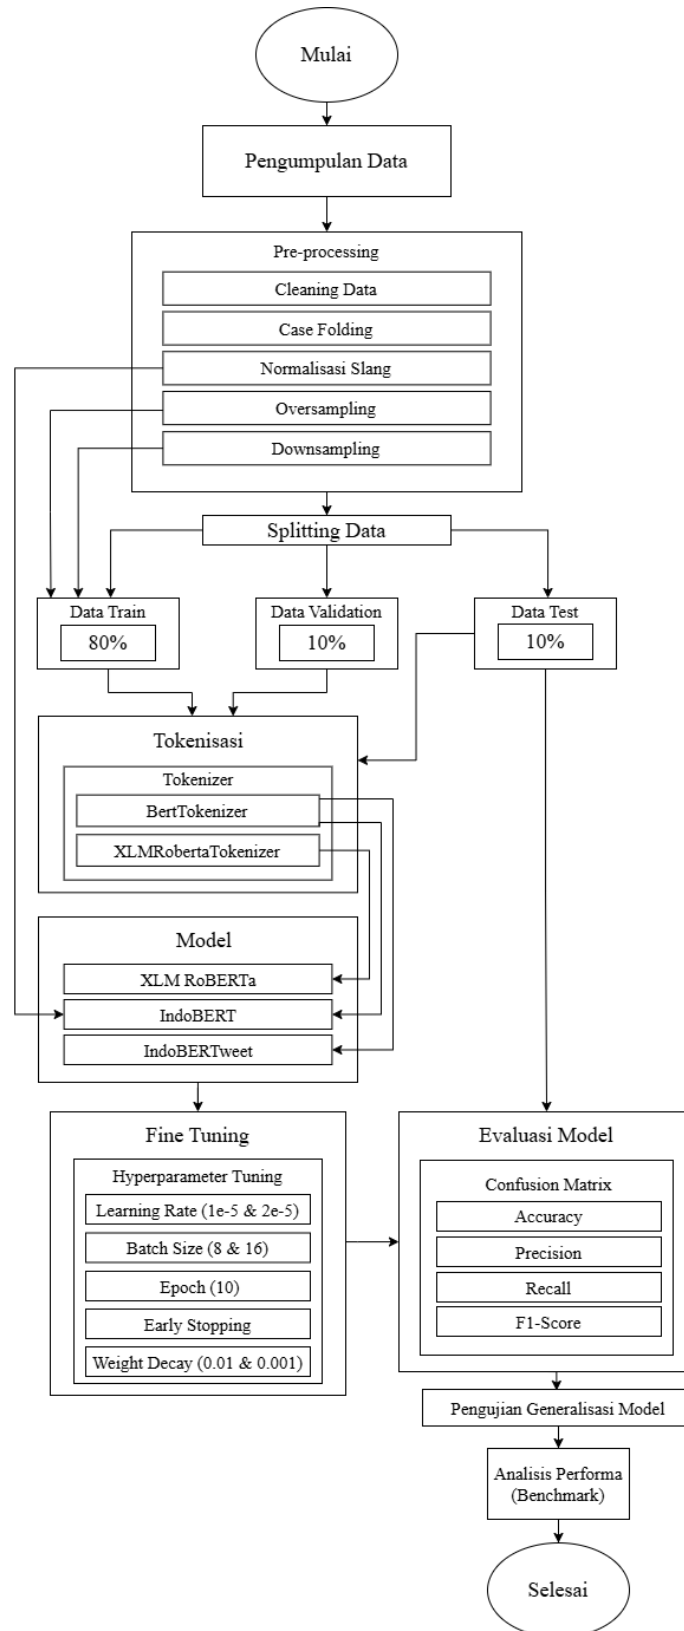 Mulai
Pengumpulan Data
Pre-processing
Cleaning Data
Case Folding
Normalisasi Slang
Oversampling
Downsampling
Splitting Data
Data Train
80%
Data Validation
10%
Data Test
10%
Tokenisasi
Tokenizer
BertTokenizer
XLMRobertaTokenizer
Model
XLM RoBERTa
IndoBERT
IndoBERTweet
Fine Tuning
Hyperparameter Tuning
Learning Rate (1e-5 & 2e-5)
Batch Size (8 & 16)
Epoch (10)
Early Stopping
Weight Decay (0.01 & 0.001)
Evaluasi Model
Confusion Matrix
Accuracy
Precision
Recall
F1-Score
Pengujian Generalisasi Model
Analisis Performa
(Benchmark)
Selesai